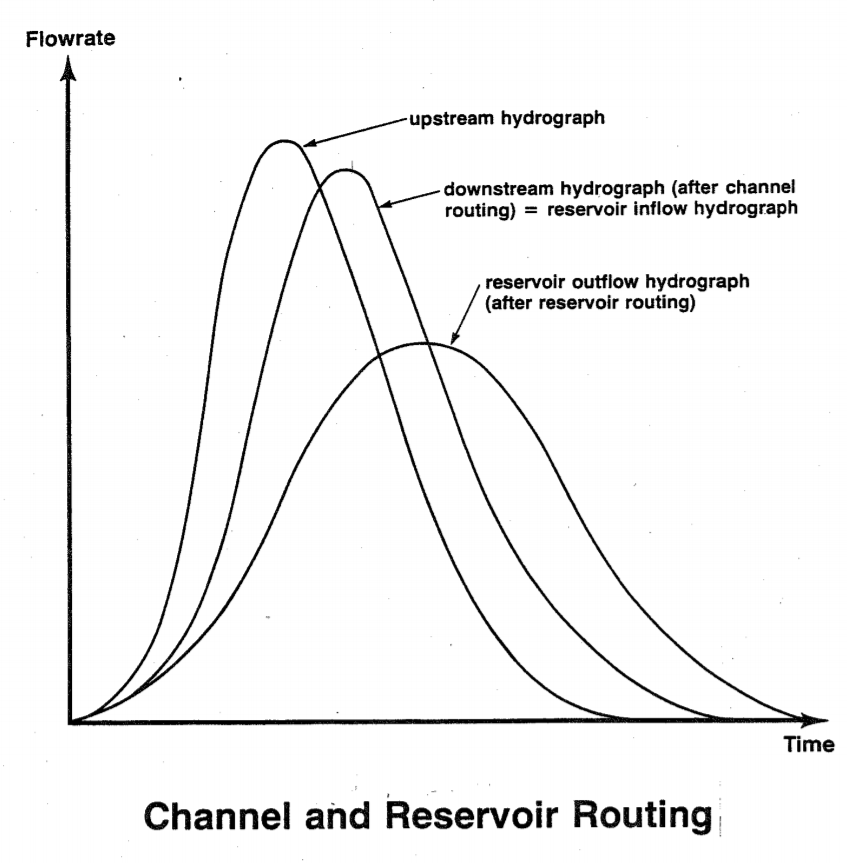 Flowrate
upstream hydrograph
downstream hydrograph (after channel
routing) = reservoir inflow hydrograph
reservoir outflow hydrograph
(after reservoir routing)
Time
Channel and Reservoir Routing